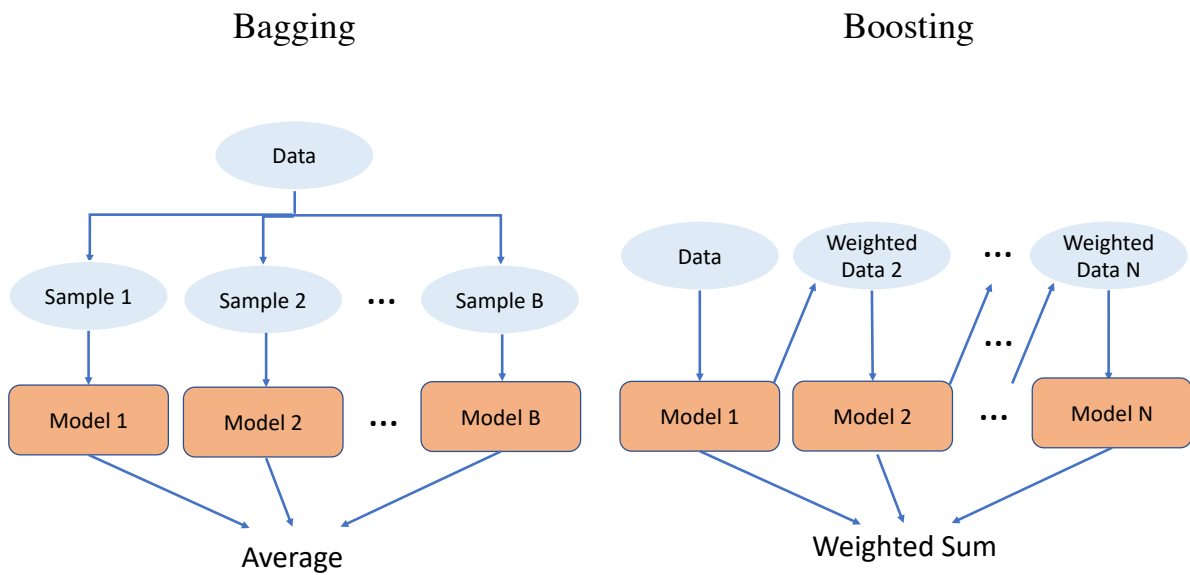 Bagging
Data
Sample 1
Sample 2
...
Sample B
Model 1
Model 2
...
Model B
Average
Boosting
Data
Weighted
Data 2
...
Weighted
Data N
...
Model 1
Model 2
...
Model N
Weighted Sum